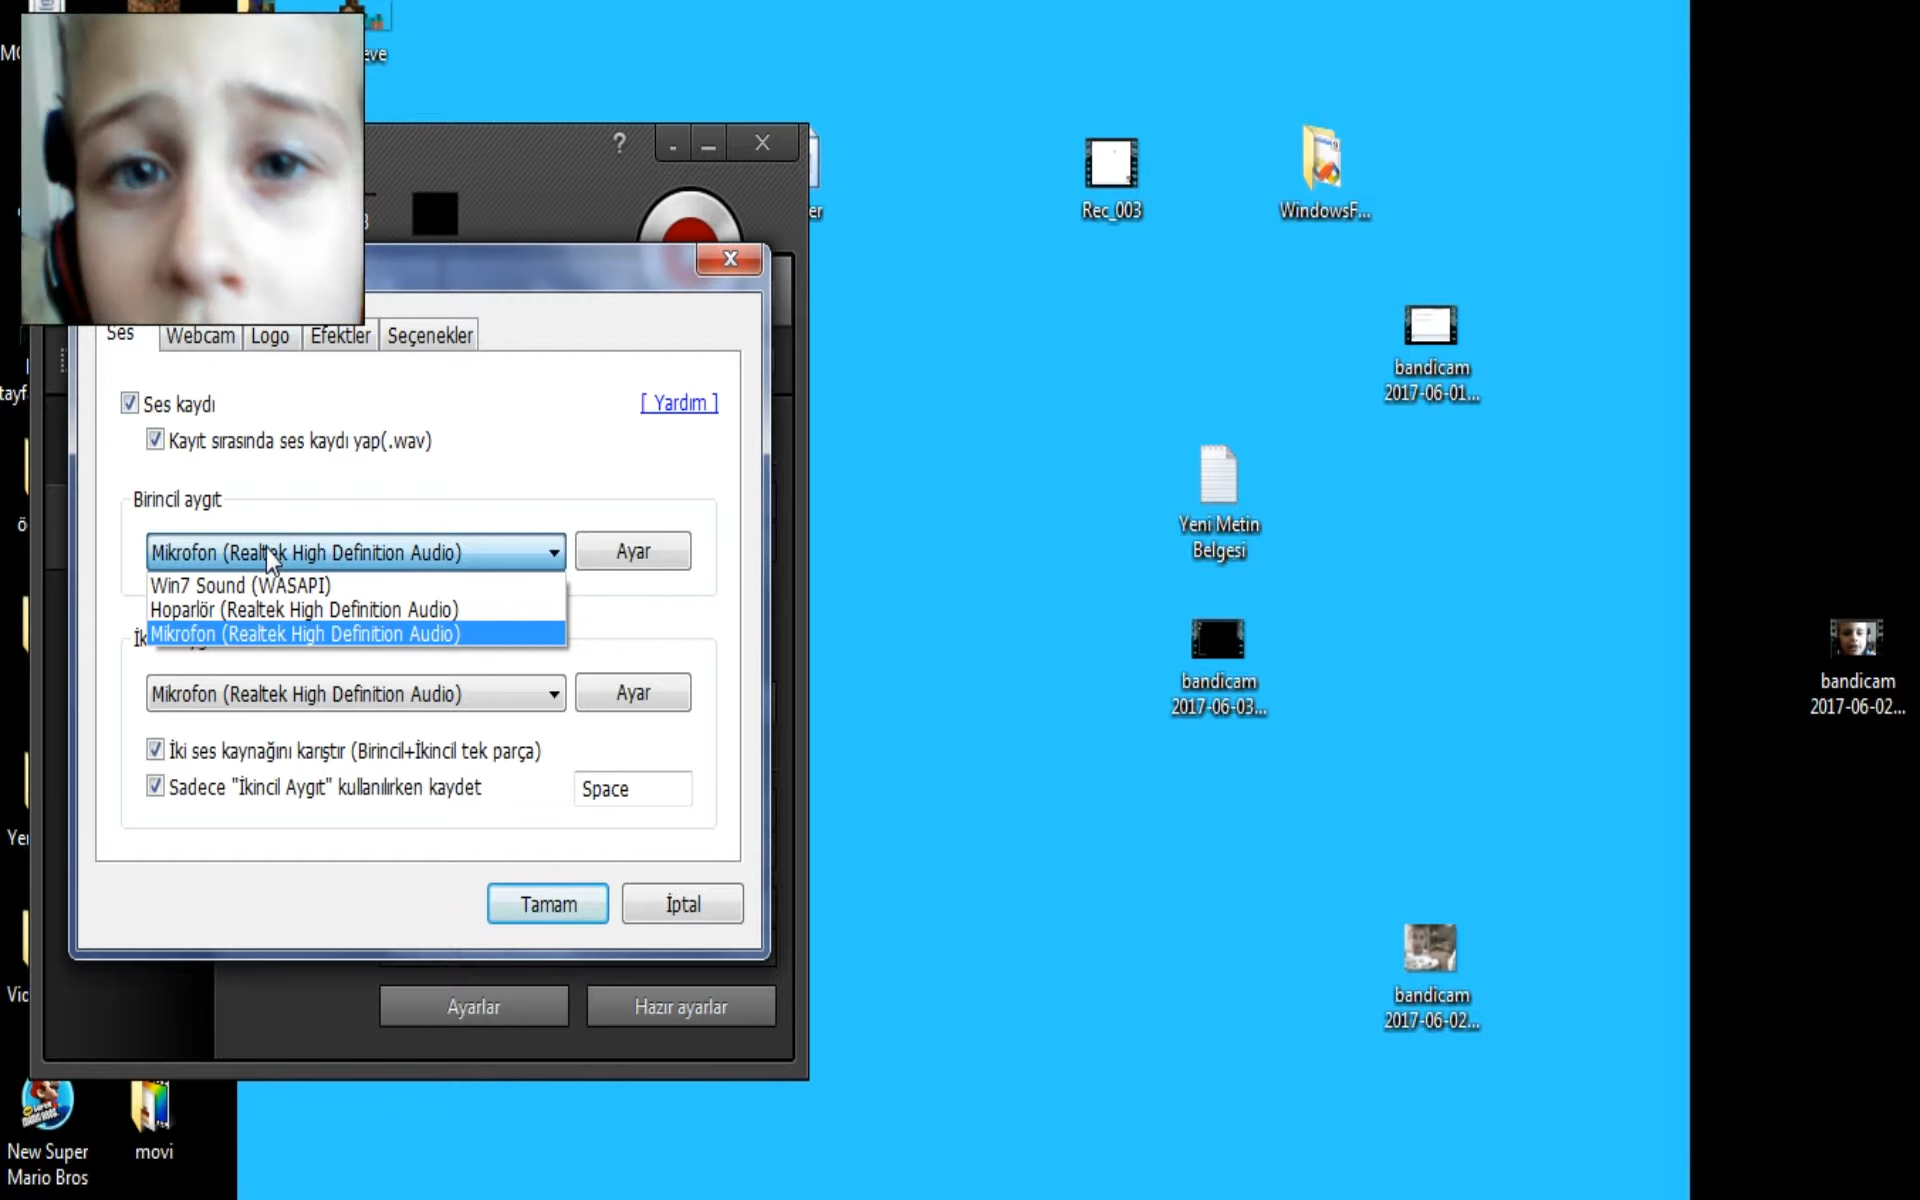 eve
Rec_003
WindowsF...
bandicam
2017-06-01...
Ses
Webcam
Logo
Efektler
Seçenekler
Ses kaydı
[ Yardım ]
Kayıt sırasında ses kaydı yap(.wav)
Birincil aygıt
Mikrofon (Realtek High Definition Audio)
Ayar
Win7 Sound (WASAPI)
Hoparlör (Realtek High Definition Audio)
Mikrofon (Realtek High Definition Audio)
Mikrofon (Realtek High Definition Audio)
Ayar
İki ses kaynağını karıştır (Birincil+İkincil tek parça)
Sadece "İkincil Aygıt" kullanılırken kaydet
Space
Tamam
İptal
Ayarlar
Hazır ayarlar
Yeni Metin
Belgesi
bandicam
2017-06-03...
bandicam
2017-06-02...
bandicam
2017-06-02...
New Super
Mario Bros
movi